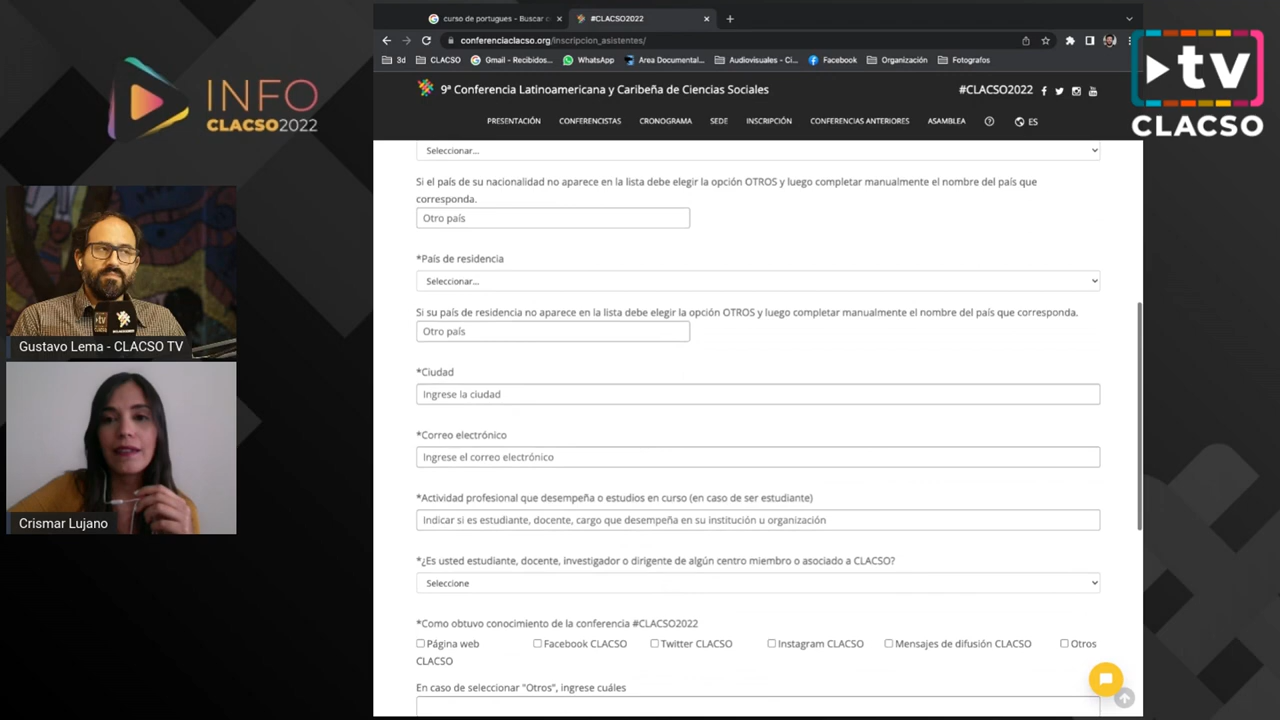 INFO
CLACSO2022
Gustavo Lema - CLACSO TV
Crismar Lujano
tv
CLACSO
curso de portugues - Buscar c
#CLACSO2022
conferenciaclacso.org/inscripcion_asistentes/
3d
CLACSO
Gmail - Recibidos...
WhatsApp
Area Documental...
Audiovisuales - Ci...
Facebook
Organización
Fotografos
9ª Conferencia Latinoamericana y Caribeña de Ciencias Sociales
#CLACSO2022
PRESENTACIÓN
CONFERENCISTAS
CRONOGRAMA
SEDE
INSCRIPCIÓN
CONFERENCIAS ANTERIORES
ASAMBLEA
ES
Seleccionar...
Si el país de su nacionalidad no aparece en la lista debe elegir la opción OTROS y luego completar manualmente el nombre del país que
corresponda.
Otro país
*País de residencia
Seleccionar...
Si su país de residencia no aparece en la lista debe elegir la opción OTROS y luego completar manualmente el nombre del país que corresponda.
Otro país
*Ciudad
Ingrese la ciudad
*Correo electrónico
Ingrese el correo electrónico
*Actividad profesional que desempeña o estudios en curso (en caso de ser estudiante)
Indicar si es estudiante, docente, cargo que desempeña en su institución u organización
*¿Es usted estudiante, docente, investigador o dirigente de algún centro miembro o asociado a CLACSO?
Seleccione
*Como obtuvo conocimiento de la conferencia #CLACSO2022
Página web
CLACSO
Facebook CLACSO
Twitter CLACSO
Instagram CLACSO
Mensajes de difusión CLACSO
Otros
En caso de seleccionar "Otros", ingrese cuáles